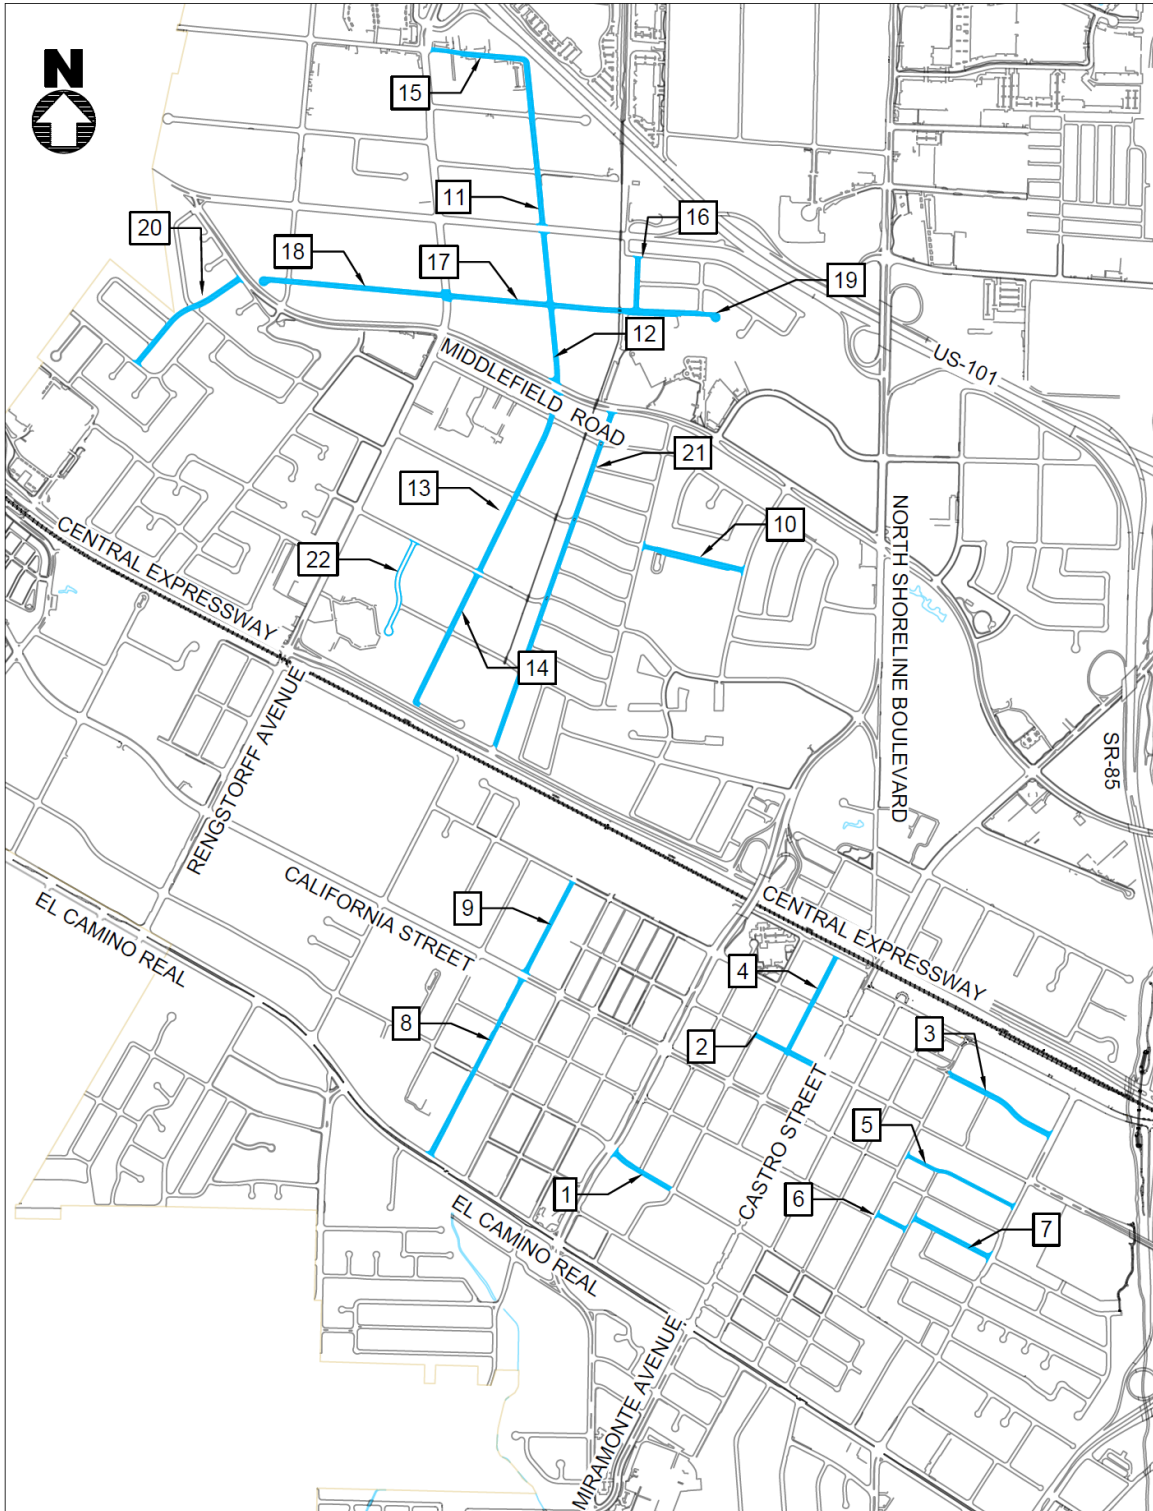 N
15
11
16
20
18
17
19
12
MIDDLEFIELD ROAD
US-101
21
13
10
22
CENTRAL EXPRESSWAY
NORTH SHORELINE BOULEVARD
14
RENGSTORFF AVENUE
SR-85
9
CALIFORNIA STREET
EL CAMINO REAL
CENTRAL EXPRESSWAY
4
8
2
3
5
CASTRO STREET
1
6
7
EL CAMINO REAL
MIRAMONTE AVENUE